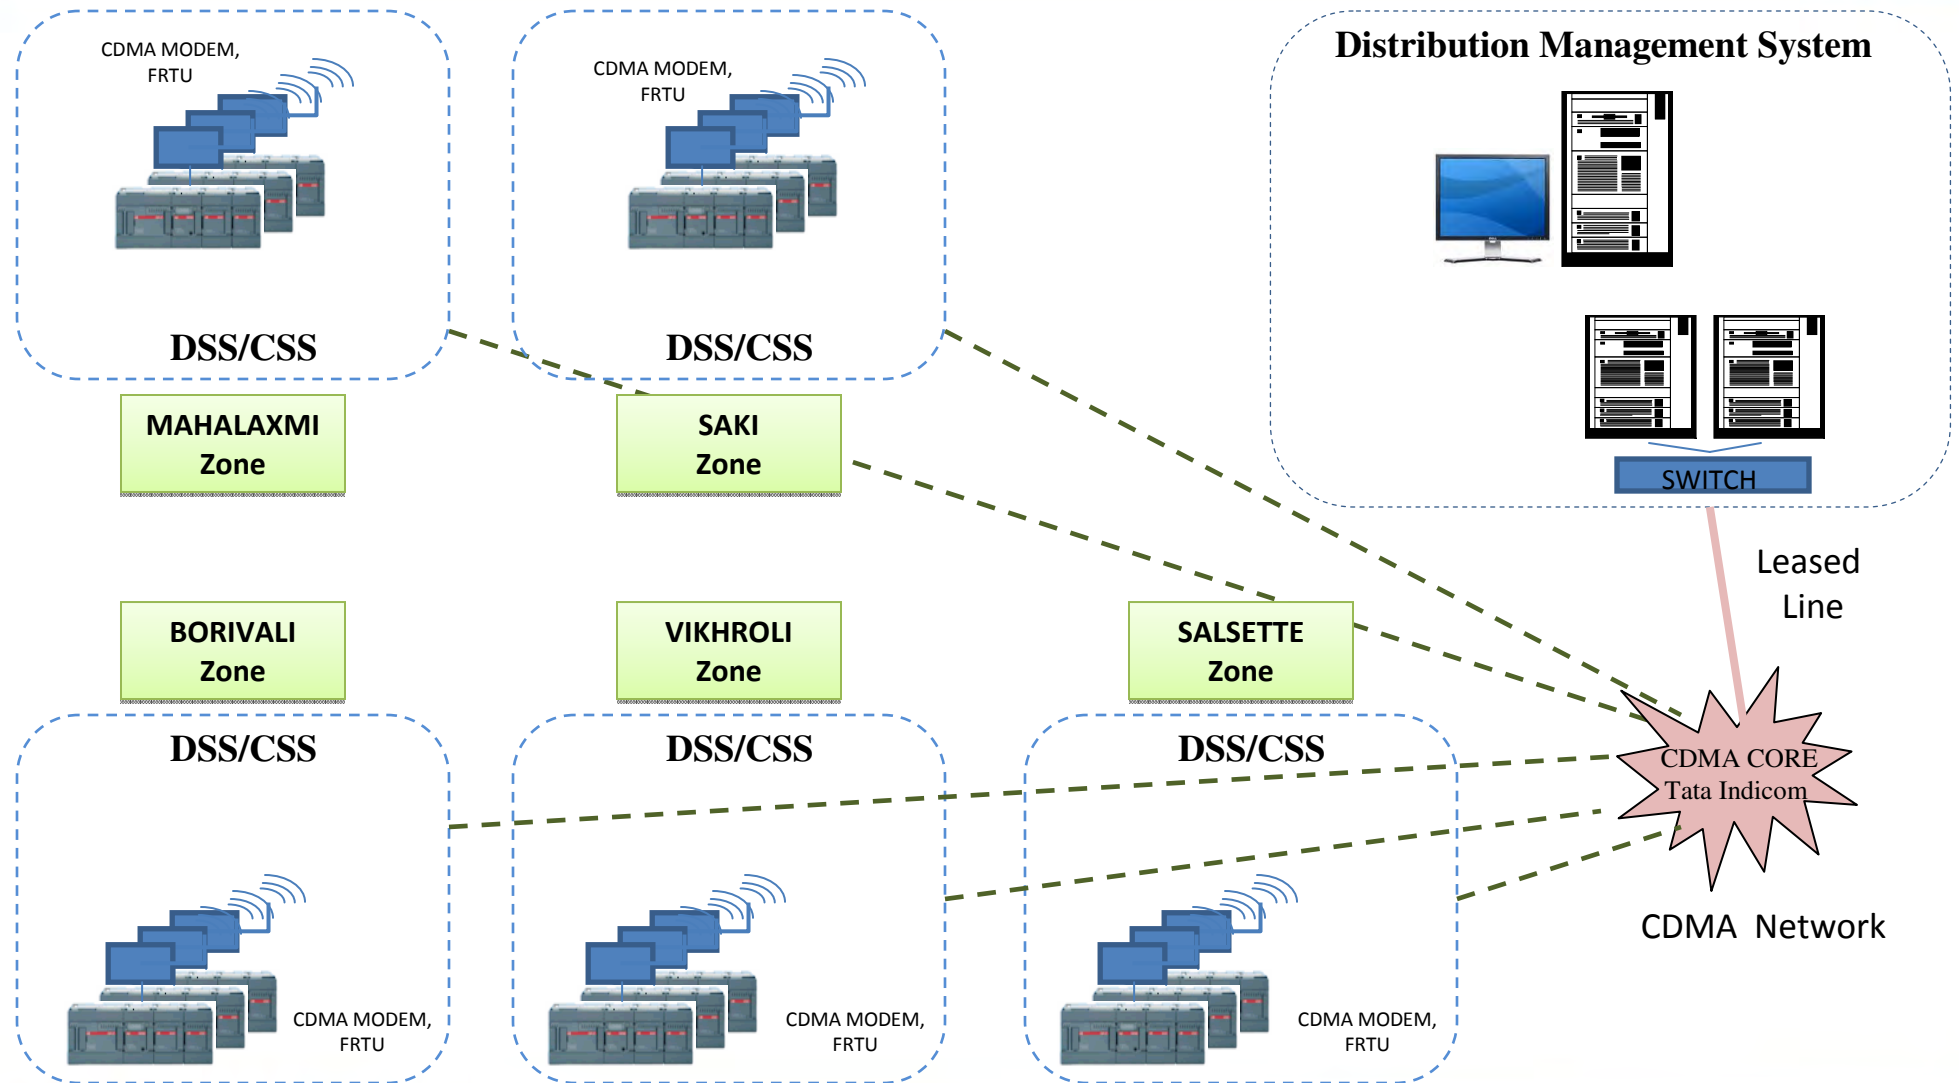 CDMA MODEM,
FRTU
CDMA MODEM,
FRTU
Distribution Management System
DSS/CSS
DSS/CSS
MAHALAXMI
Zone
SAKI
Zone
SWITCH
Leased
Line
BORIVALI
Zone
VIKHROLI
Zone
SALSETTE
Zone
DSS/CSS
DSS/CSS
DSS/CSS
CDMA CORE
Tata Indicom
CDMA Network
CDMA MODEM,
FRTU
CDMA MODEM,
FRTU
CDMA MODEM,
FRTU